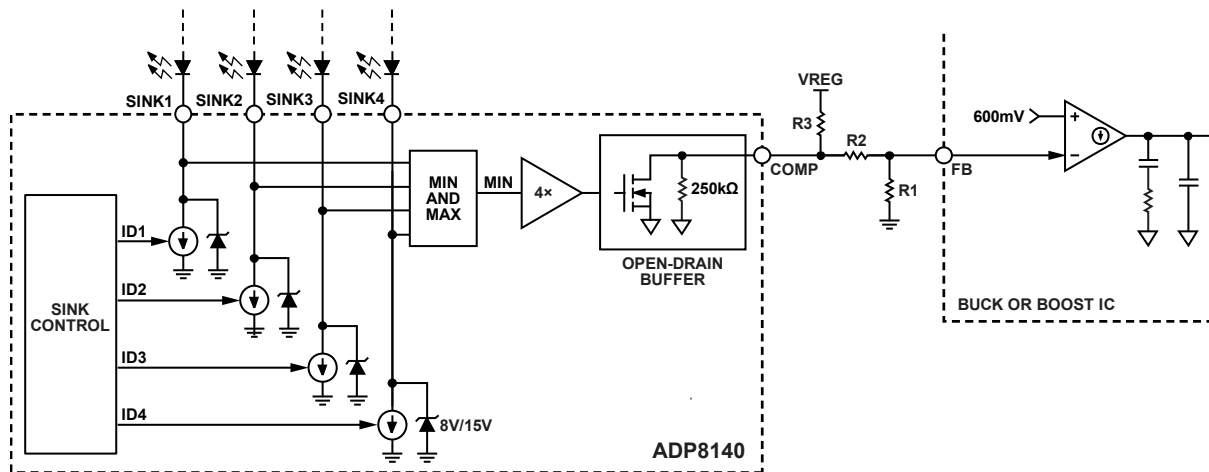 SINK1
SINK2
SINK3
SINK4
VREG
R3
R2
600mV
+
−
COMP
R1
FB
MIN
AND
MAX
MIN
4×
250kΩ
OPEN-DRAIN
BUFFER
SINK
CONTROL
ID1
ID2
ID3
ID4
8V/15V
ADP8140
BUCK OR BOOST IC